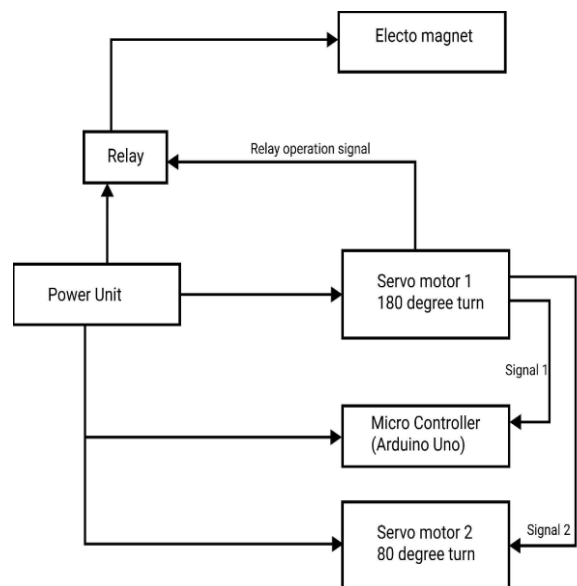 Electo magnet
Relay
Relay operation signal
Power Unit
Servo motor 1
180 degree turn
Signal 1
Micro Controller
(Arduino Uno)
Servo motor 2
80 degree turn
Signal 2